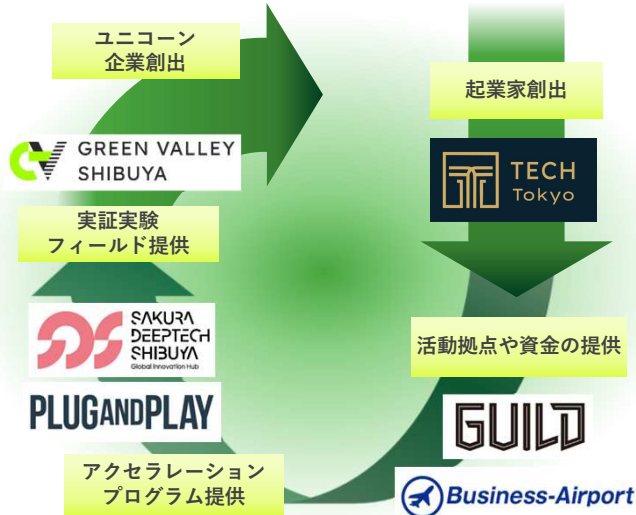 ユニコーン
企業創出
GREEN VALLEY
SHIBUYA
実証実験
フィールド提供
SAKURA
DEEPTECH
SHIBUYA
Global Innovation Hub
PLUGANDPLAY
アクセラレーション
プログラム提供
起業家創出
TECH
Tokyo
活動拠点や資金の提供
GUILD
Business-Airport